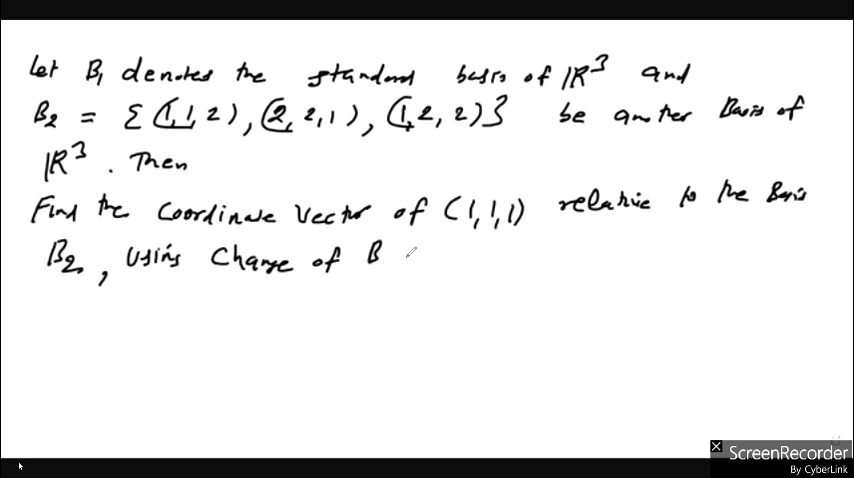 Let B1 denotes the standard basis of IR3 and
B2 = { (1, 1, 2), (2, 2, 1), (1, 2, 2) } be another Basis of
IR3. Then
Find the Coordinate Vector of (1, 1, 1) relative to the Basis
B2, Using Change of B
ScreenRecorder
By CyberLink